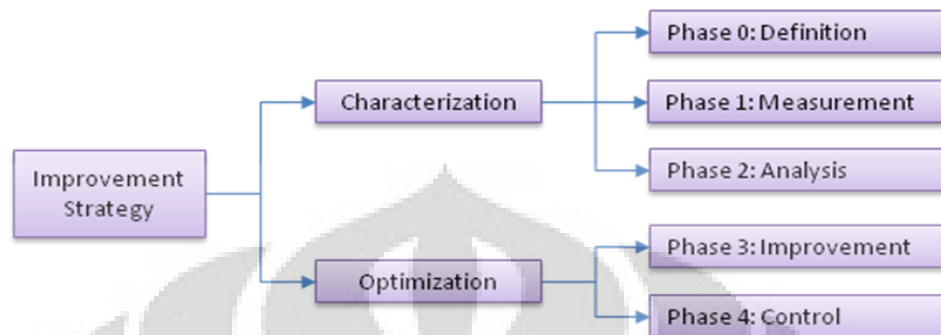 Phase 0: Definition
Characterization
Phase 1: Measurement
Phase 2: Analysis
Improvement
Strategy
Phase 3: Improvement
Optimization
Phase 4: Control